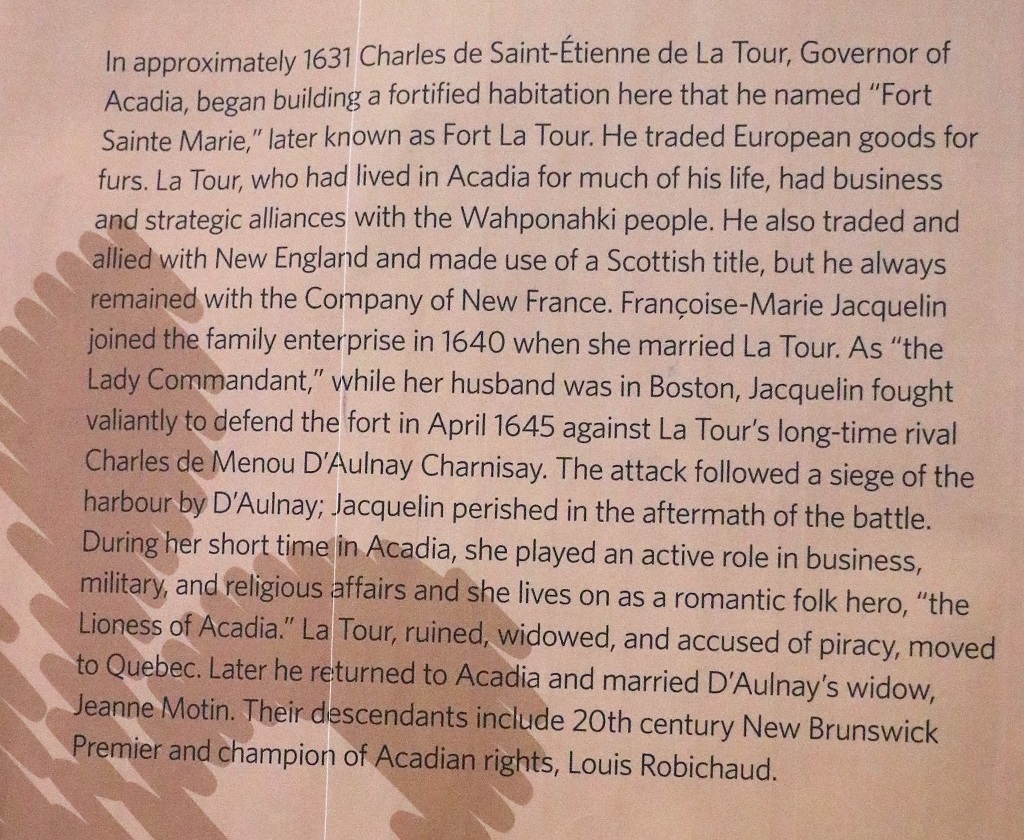 In approximately 1631 Charles de Saint-Étienne de La Tour, Governor of
Acadia, began building a fortified habitation here that he named “Fort
Sainte Marie,” later known as Fort La Tour. He traded European goods for
furs. La Tour, who had lived in Acadia for much of his life, had business
and strategic alliances with the Wahponahki people. He also traded and
allied with New England and made use of a Scottish title, but he always
remained with the Company of New France. Françoise-Marie Jacquelin
joined the family enterprise in 1640 when she married La Tour. As “the
Lady Commandant,” while her husband was in Boston, Jacquelin fought
valiantly to defend the fort in April 1645 against La Tour’s long-time rival
Charles de Menou D’Aulnay Charnisay. The attack followed a siege of the
harbour by D’Aulnay; Jacquelin perished in the aftermath of the battle.
During her short time in Acadia, she played an active role in business,
military, and religious affairs and she lives on as a romantic folk hero, “the
Lioness of Acadia.” La Tour, ruined, widowed, and accused of piracy, moved
to Quebec. Later he returned to Acadia and married D’Aulnay’s widow,
Jeanne Motin. Their descendants include 20th century New Brunswick
Premier and champion of Acadian rights, Louis Robichaud.